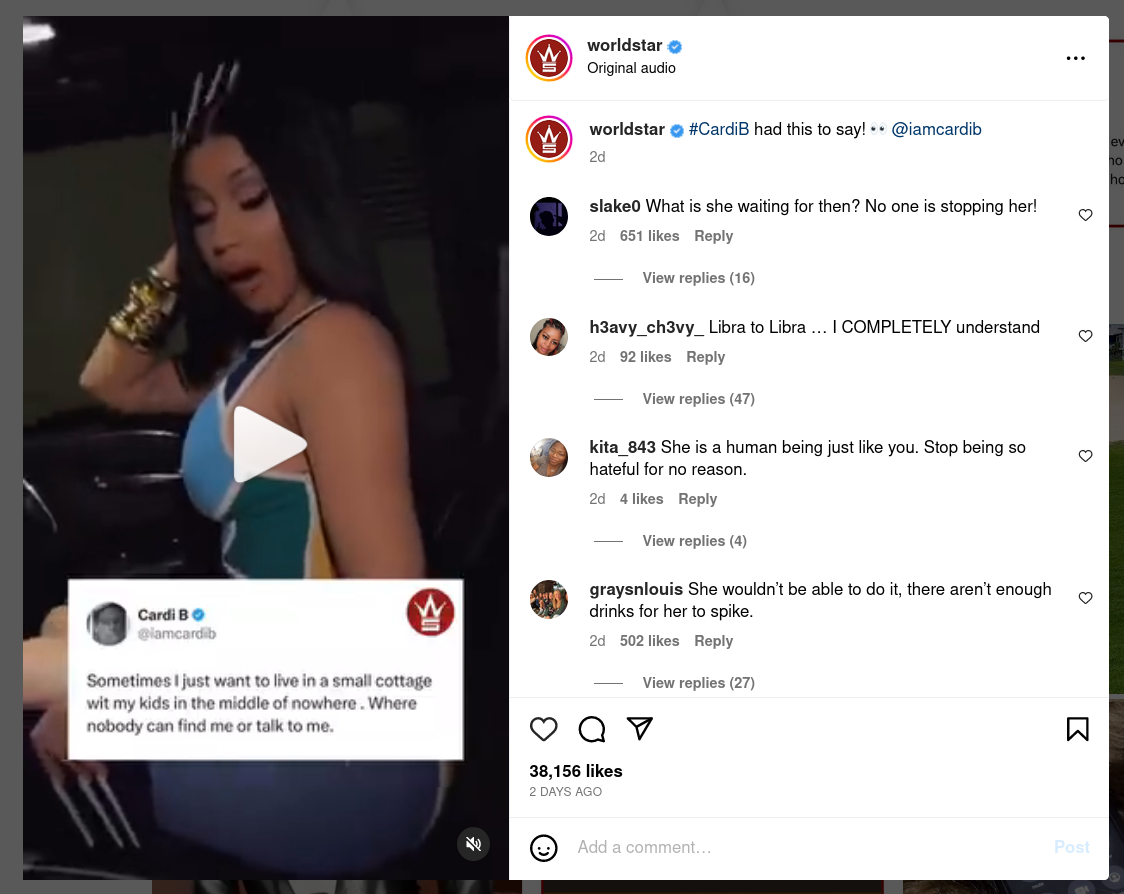 worldstar
Original audio
worldstar #CardiB had this to say! 👀 @iamcardib
2d
slake0 What is she waiting for then? No one is stopping her!
2d 651 likes Reply
View replies (16)
h3avy_ch3vy_ Libra to Libra … I COMPLETELY understand
2d 92 likes Reply
View replies (47)
kita_843 She is a human being just like you. Stop being so
hateful for no reason.
2d 4 likes Reply
View replies (4)
graysnlouis She wouldn’t be able to do it, there aren’t enough
drinks for her to spike.
2d 502 likes Reply
View replies (27)
38,156 likes
2 DAYS AGO
Add a comment…
Post
Cardi B
@iamcardib
Sometimes I just want to live in a small cottage
wit my kids in the middle of nowhere . Where
nobody can find me or talk to me.